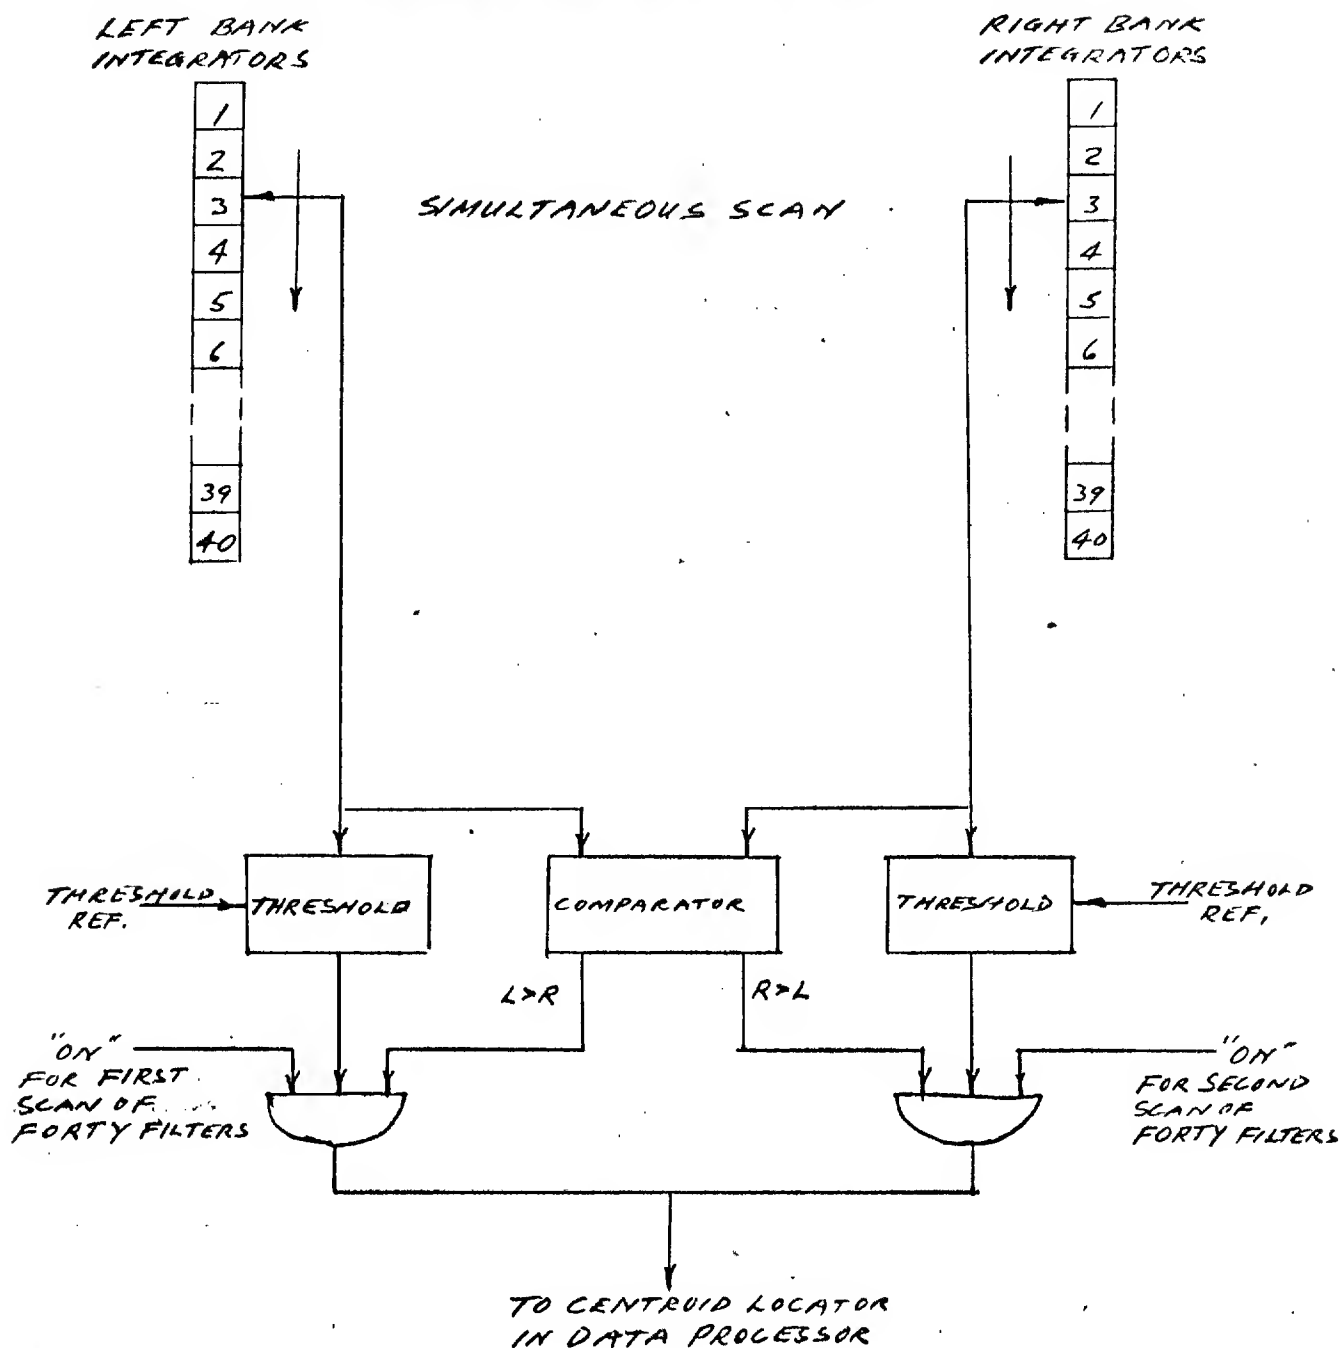 LEFT BANK
INTEGRATORS
RIGHT BANK
INTEGRATORS
1
2
3
4
5
6
39
40
1
2
3
4
5
6
39
40
SIMULTANEOUS SCAN
THRESHOLD
REF.
THRESHOLD
COMPARATOR
THRESHOLD
THRESHOLD
REF.
L>R
R>L
"ON"
FOR FIRST
SCAN OF
FORTY FILTERS
"ON"
FOR SECOND
SCAN OF
FORTY FILTERS
TO CENTROID LOCATOR
IN DATA PROCESSOR